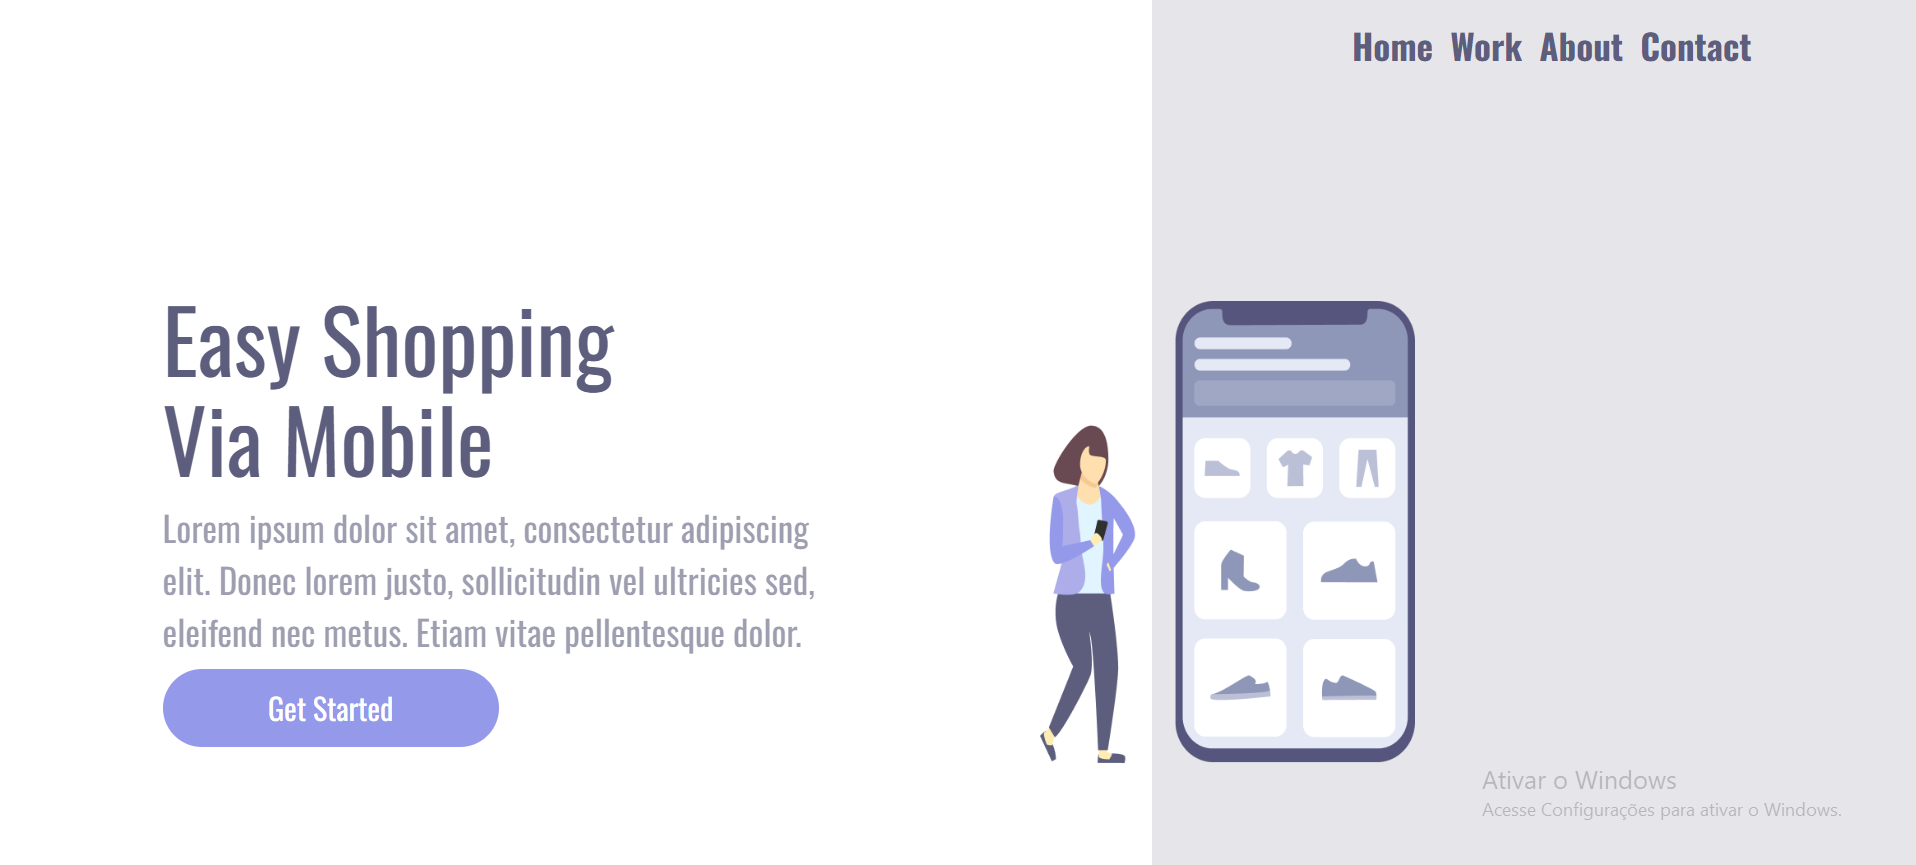 Home Work About Contact
Easy Shopping
Via Mobile
Lorem ipsum dolor sit amet, consectetur adipiscing
elit. Donec lorem justo, sollicitudin vel ultricies sed,
eleifend nec metus. Etiam vitae pellentesque dolor.
Get Started
Ativar o Windows
Acesse Configurações para ativar o Windows.